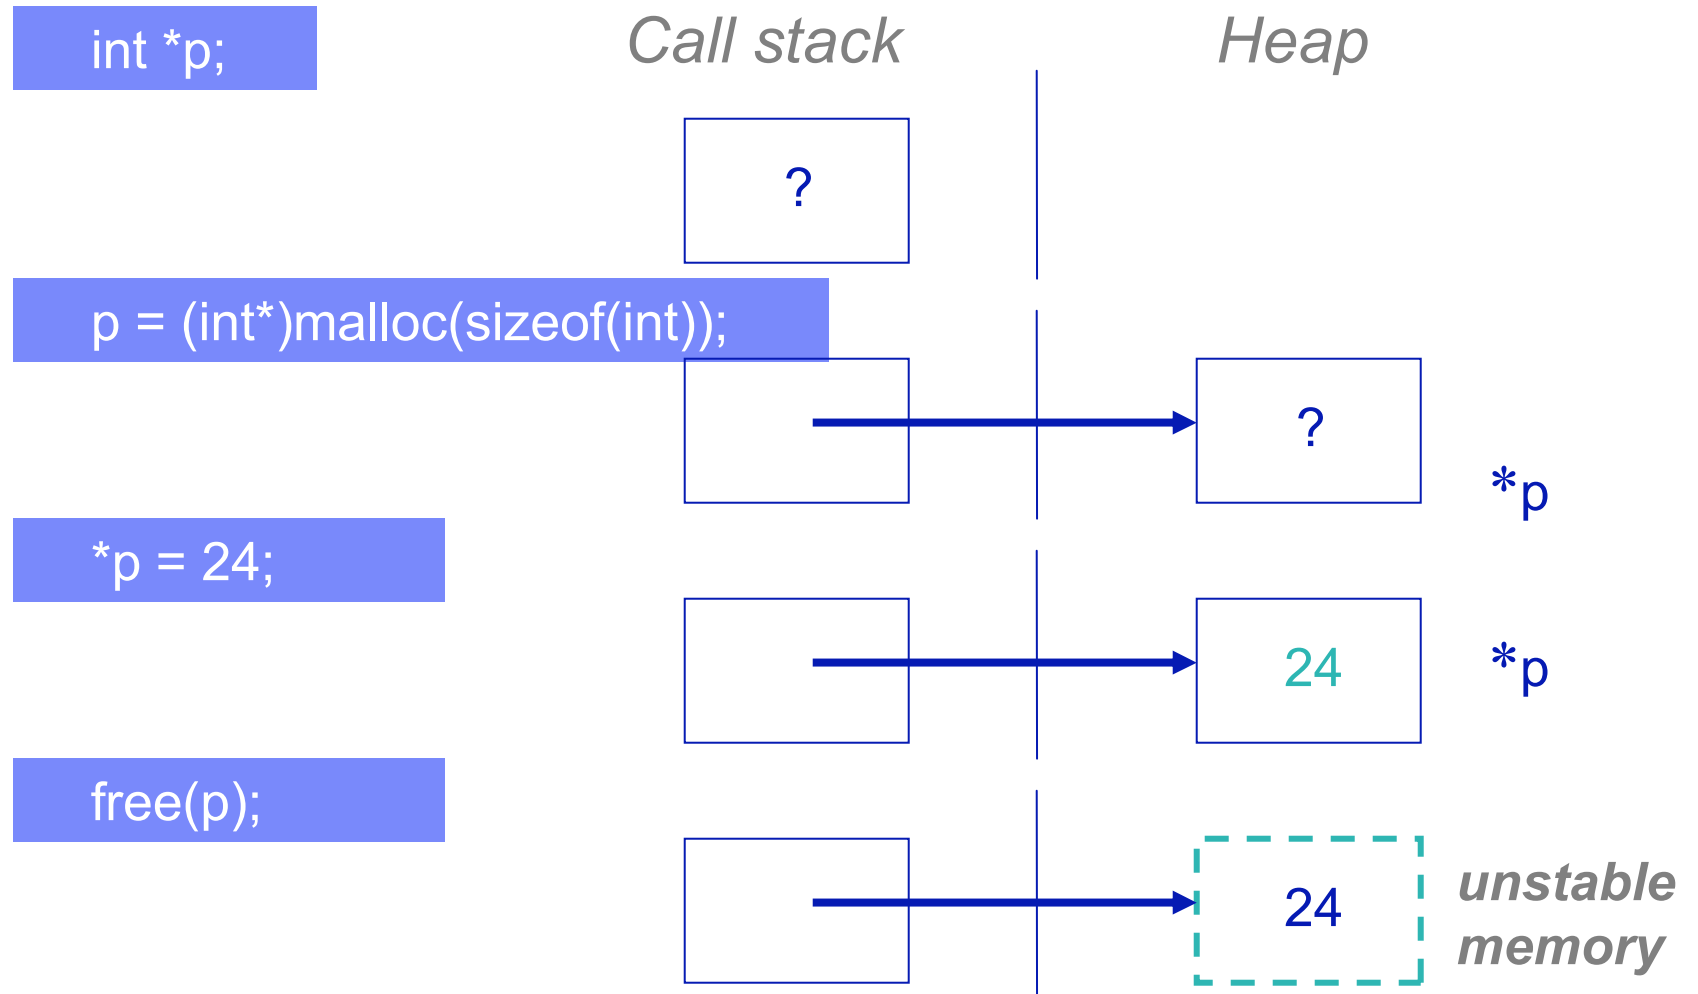 int *p;
Call stack
Heap
?
p = (int*)malloc(sizeof(int));
?
*p
*p = 24;
24
*p
free(p);
24
unstable
memory